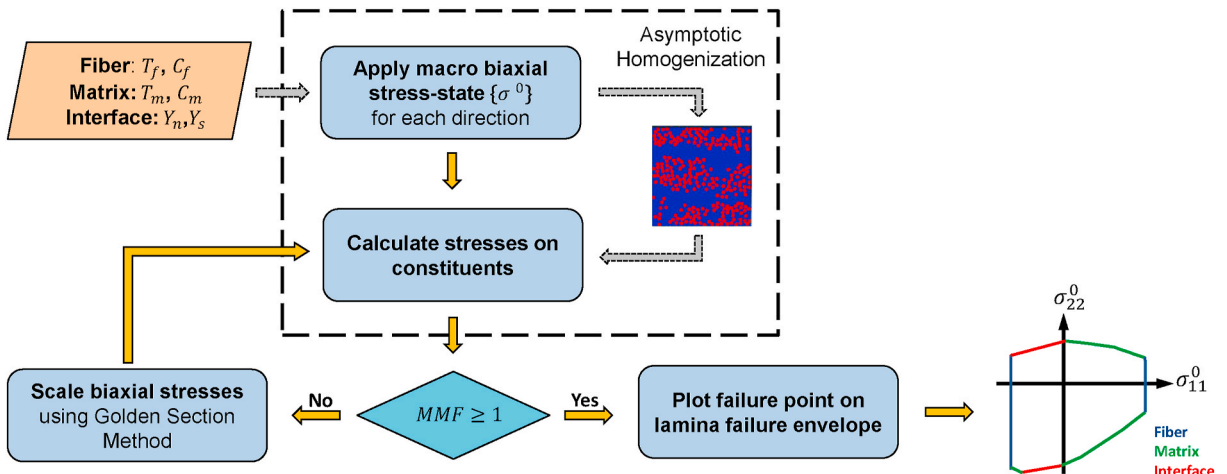 Fiber: T_f, C_f
Matrix: T_m, C_m
Interface: Y_n,Y_s
Apply macro biaxial
stress-state {σ ⁰}
for each direction
Asymptotic
Homogenization
Calculate stresses on
constituents
Scale biaxial stresses
using Golden Section
Method
No
MMF ≥ 1
Yes
Plot failure point on
lamina failure envelope
σ⁰₂₂
σ⁰₁₁
Fiber
Matrix
Interface